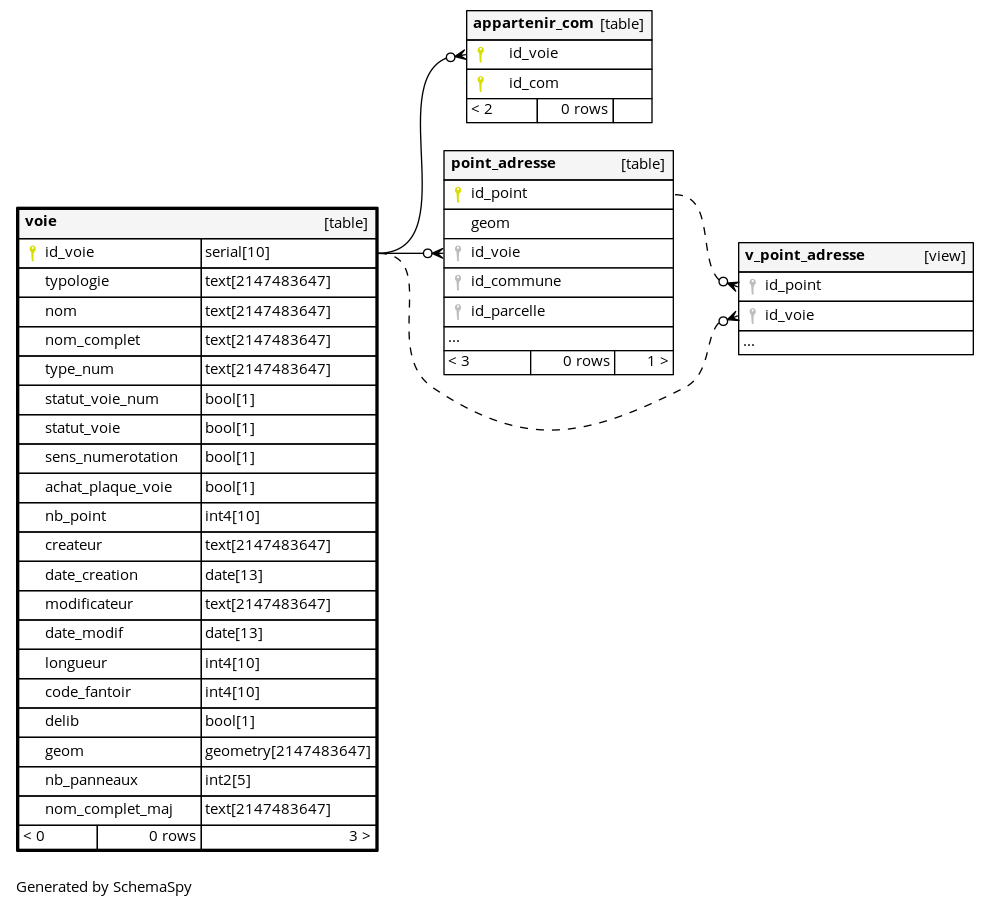 appartenir_com [table]
id_voie
id_com
< 2 0 rows
point_adresse [table]
id_point
geom
id_voie
id_commune
id_parcelle
...
< 3 0 rows 1 >
voie [table]
id_voie serial[10]
typologie text[2147483647]
nom text[2147483647]
nom_complet text[2147483647]
type_num text[2147483647]
statut_voie_num bool[1]
statut_voie bool[1]
sens_numerotation bool[1]
achat_plaque_voie bool[1]
nb_point int4[10]
createur text[2147483647]
date_creation date[13]
modificateur text[2147483647]
date_modif date[13]
longueur int4[10]
code_fantoir int4[10]
delib bool[1]
geom geometry[2147483647]
nb_panneaux int2[5]
nom_complet_maj text[2147483647]
< 0 0 rows 3 >
v_point_adresse [view]
id_point
id_voie
...
Generated by SchemaSpy